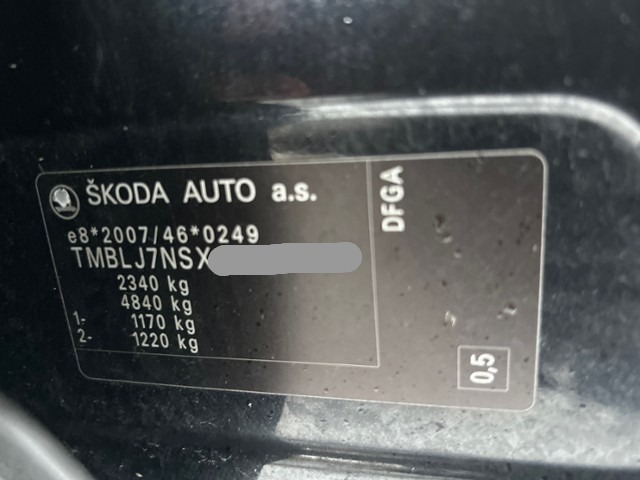 ŠKODA AUTO a.s.
e8*2007/46*0249
TMBLJ7NSX
2340 kg
4840 kg
1- 1170 kg
2- 1220 kg
DFGA
0,5